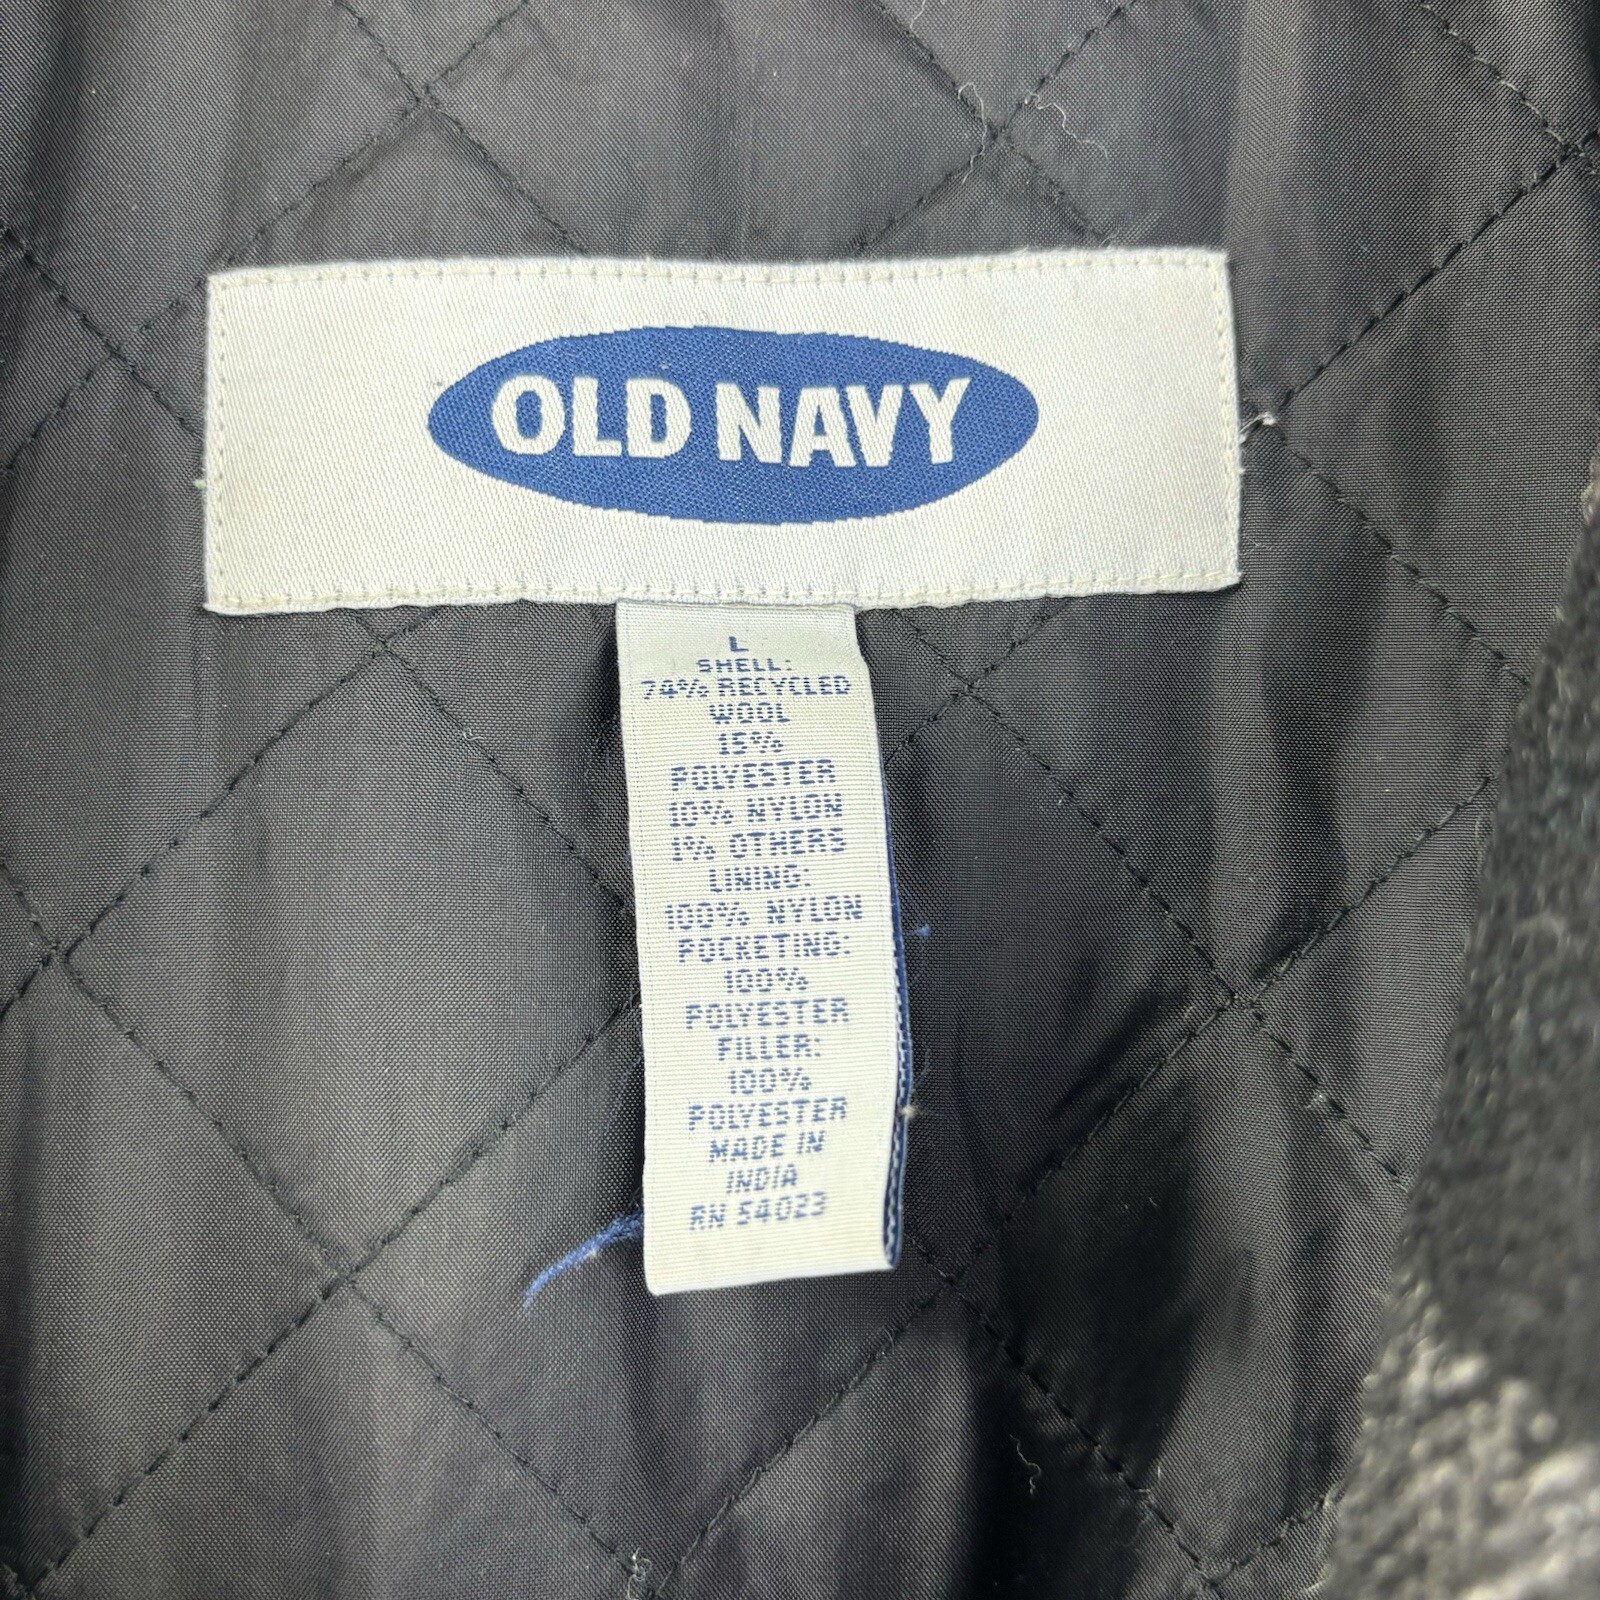 OLD NAVY
L
SHELL:
74% RECYCLED
WOOL
15%
POLYESTER
10% NYLON
1% OTHERS
LINING:
100% NYLON
POCKETING:
100%
POLYESTER
FILLER:
100%
POLYESTER
MADE IN
INDIA
RN 54023